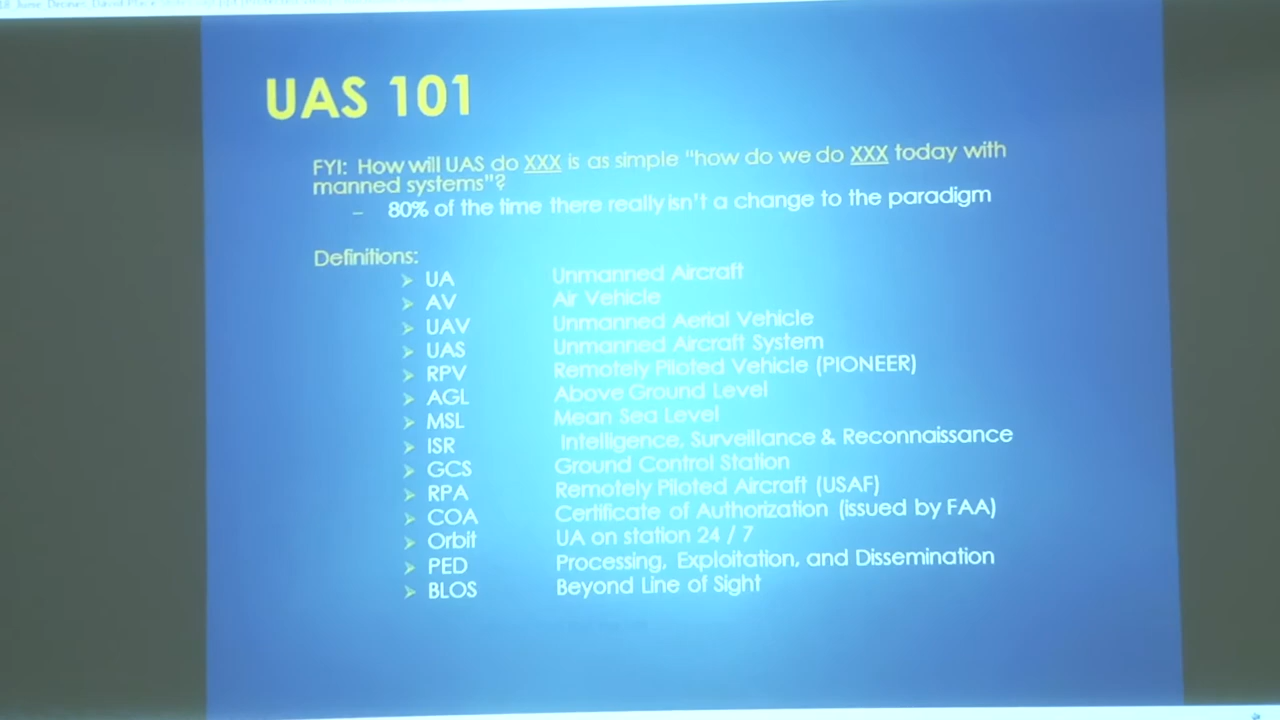 UAS 101
FYI: How will UAS do XXX is as simple "how do we do XXX today with
manned systems"?
– 80% of the time there really isn't a change to the paradigm
Definitions:
➢ UA Unmanned Aircraft
➢ AV Air Vehicle
➢ UAV Unmanned Aerial Vehicle
➢ UAS Unmanned Aircraft System
➢ RPV Remotely Piloted Vehicle (PIONEER)
➢ AGL Above Ground Level
➢ MSL Mean Sea Level
➢ ISR Intelligence, Surveillance & Reconnaissance
➢ GCS Ground Control Station
➢ RPA Remotely Piloted Aircraft (USAF)
➢ COA Certificate of Authorization (issued by FAA)
➢ Orbit UA on station 24 / 7
➢ PED Processing, Exploitation, and Dissemination
➢ BLOS Beyond Line of Sight